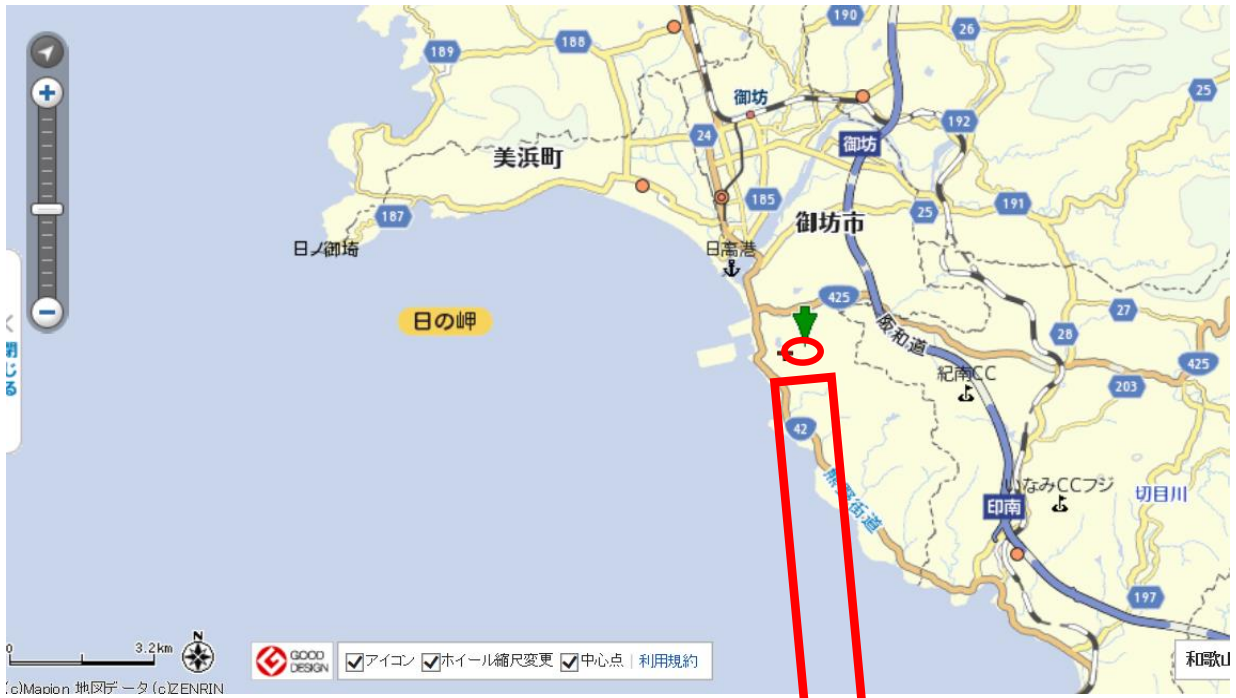 190
26
189
188
25
御坊
192
24
御坊
美浜町
185
191
187
25
御坊市
日ノ御埼
日高港
425
27
日の岬
阪和道
28
閉じる
425
紀南CC
203
42
熊野街道
いなみCCフジ
切目川
印南
197
0 3.2km N
GOOD DESIGN
アイコン ホイール縮尺変更 中心点 | 利用規約
和歌山
(c)Mapion 地図データ(c)ZENRIN